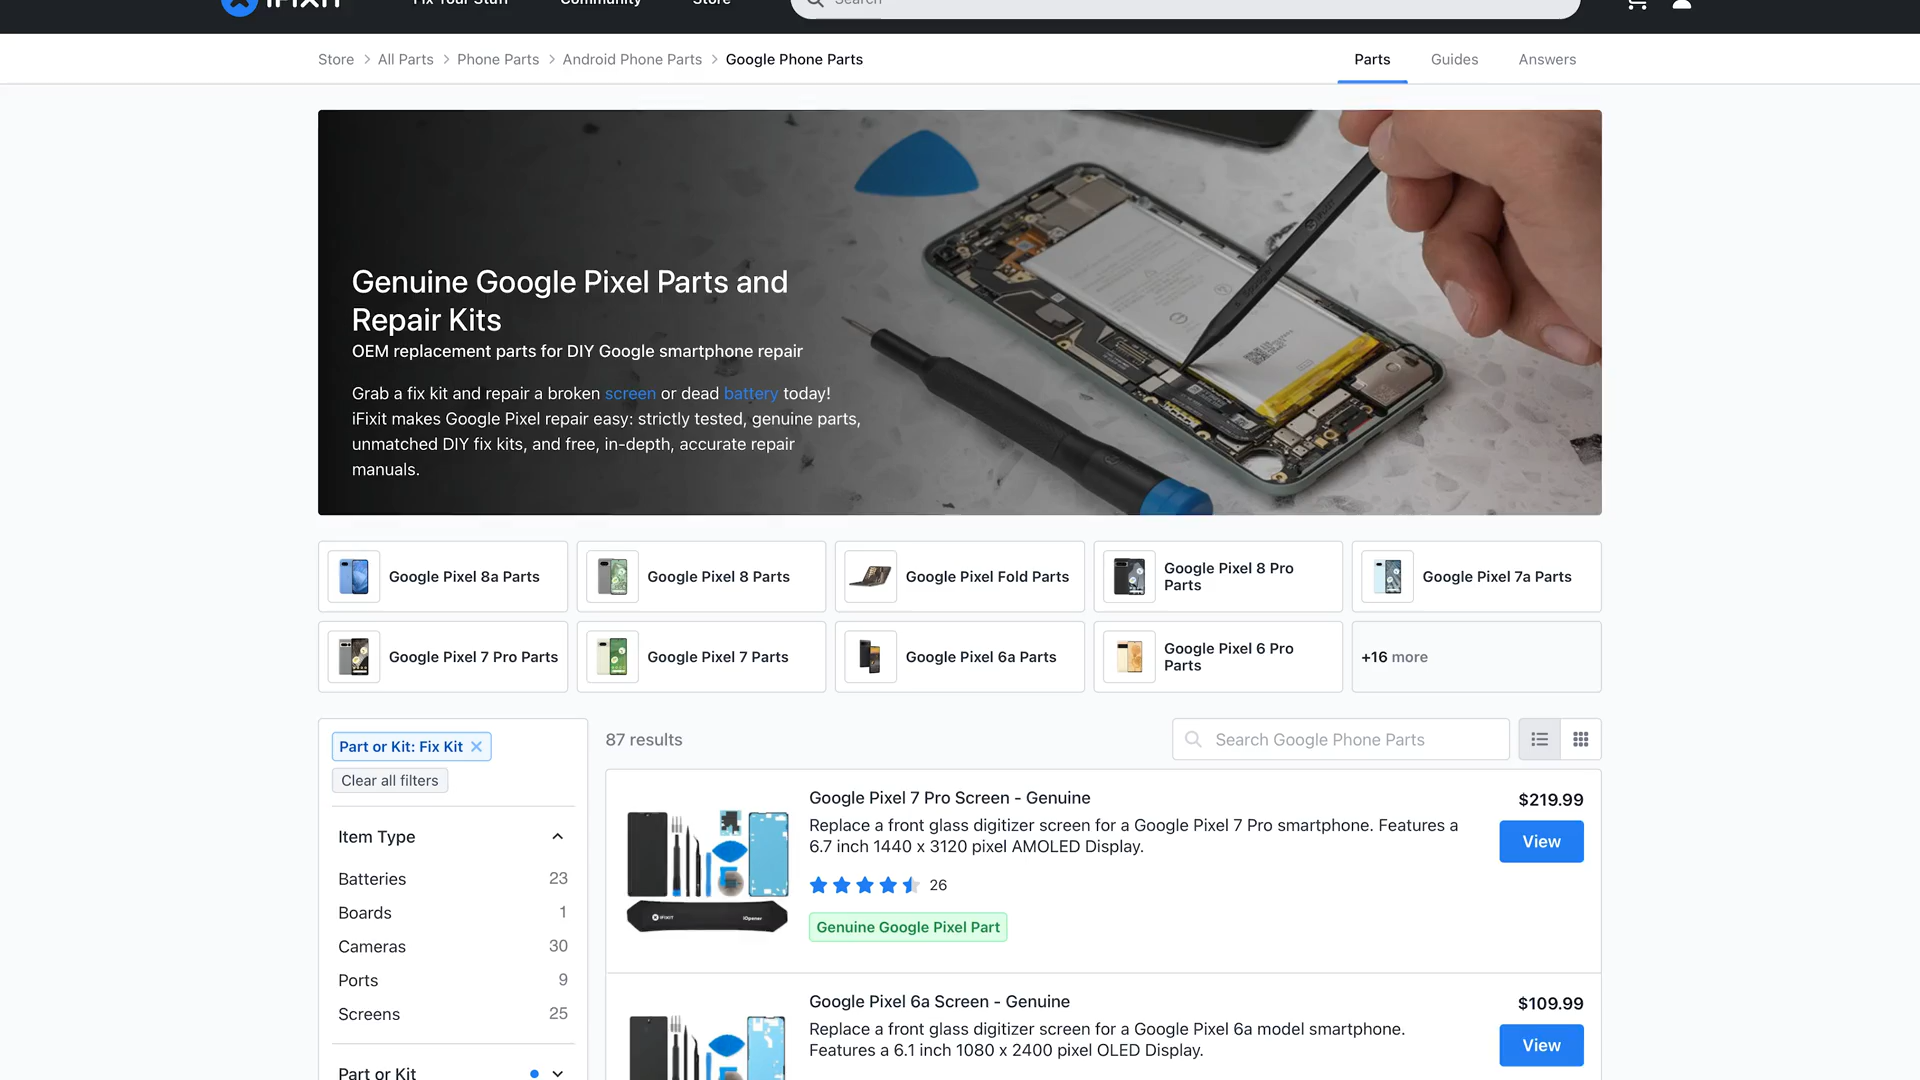 IFIXIT
Fix Your Stuff
Community
Store
Search
Store
All Parts
Phone Parts
Android Phone Parts
Google Phone Parts
Parts
Guides
Answers
Genuine Google Pixel Parts and
Repair Kits
OEM replacement parts for DIY Google smartphone repair
Grab a fix kit and repair a broken screen or dead battery today!
iFixit makes Google Pixel repair easy: strictly tested, genuine parts,
unmatched DIY fix kits, and free, in-depth, accurate repair
manuals.
Google Pixel 8a Parts
Google Pixel 8 Parts
Google Pixel Fold Parts
Google Pixel 8 Pro
Parts
Google Pixel 7a Parts
Google Pixel 7 Pro Parts
Google Pixel 7 Parts
Google Pixel 6a Parts
Google Pixel 6 Pro
Parts
+16 more
Part or Kit: Fix Kit
Clear all filters
Item Type
Batteries 23
Boards 1
Cameras 30
Ports 9
Screens 25
Part or Kit
87 results
Search Google Phone Parts
Google Pixel 7 Pro Screen - Genuine
$219.99
Replace a front glass digitizer screen for a Google Pixel 7 Pro smartphone. Features a
6.7 inch 1440 x 3120 pixel AMOLED Display.
View
26
Genuine Google Pixel Part
IFIXIT
iOpener
Google Pixel 6a Screen - Genuine
$109.99
Replace a front glass digitizer screen for a Google Pixel 6a model smartphone.
Features a 6.1 inch 1080 x 2400 pixel OLED Display.
View